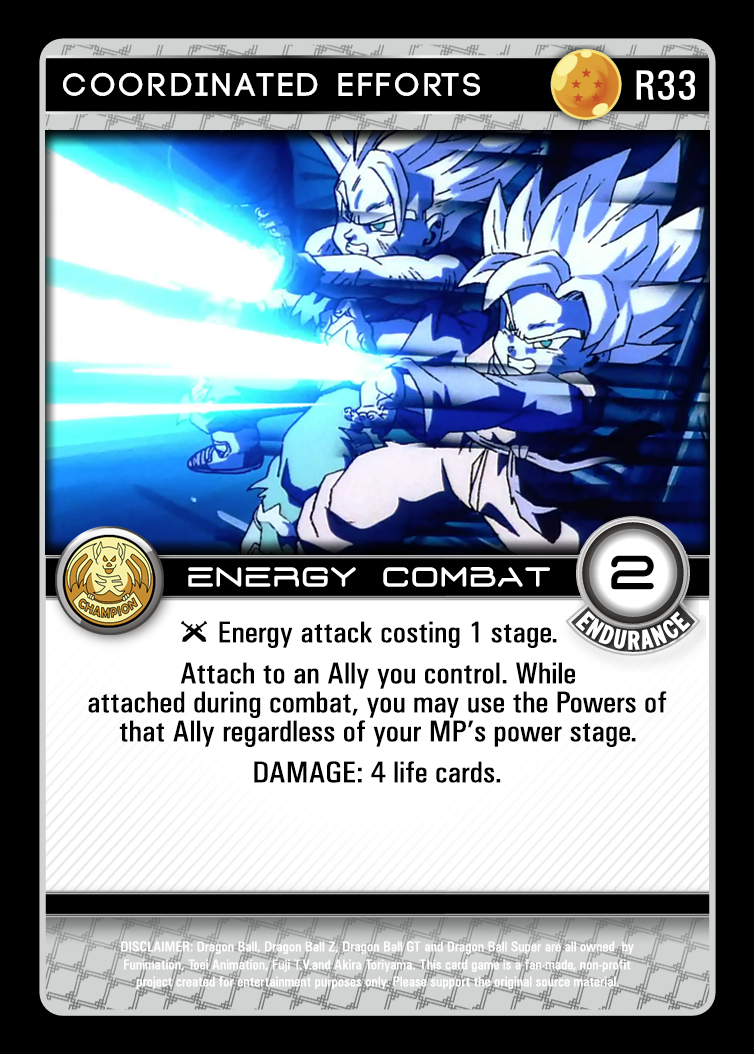 COORDINATED EFFORTS R33
CHAMPION
ENERGY COMBAT 2
ENDURANCE
Energy attack costing 1 stage.
Attach to an Ally you control. While
attached during combat, you may use the Powers of
that Ally regardless of your MP's power stage.
DAMAGE: 4 life cards.
DISCLAIMER: Dragon Ball, Dragon Ball Z, Dragon Ball GT and Dragon Ball Super are all owned by
Funimation, Toei Animation, Fuji T.V.and Akira Toriyama. This card game is a fan-made, non-profit
project created for entertainment purposes only. Please support the original source material.